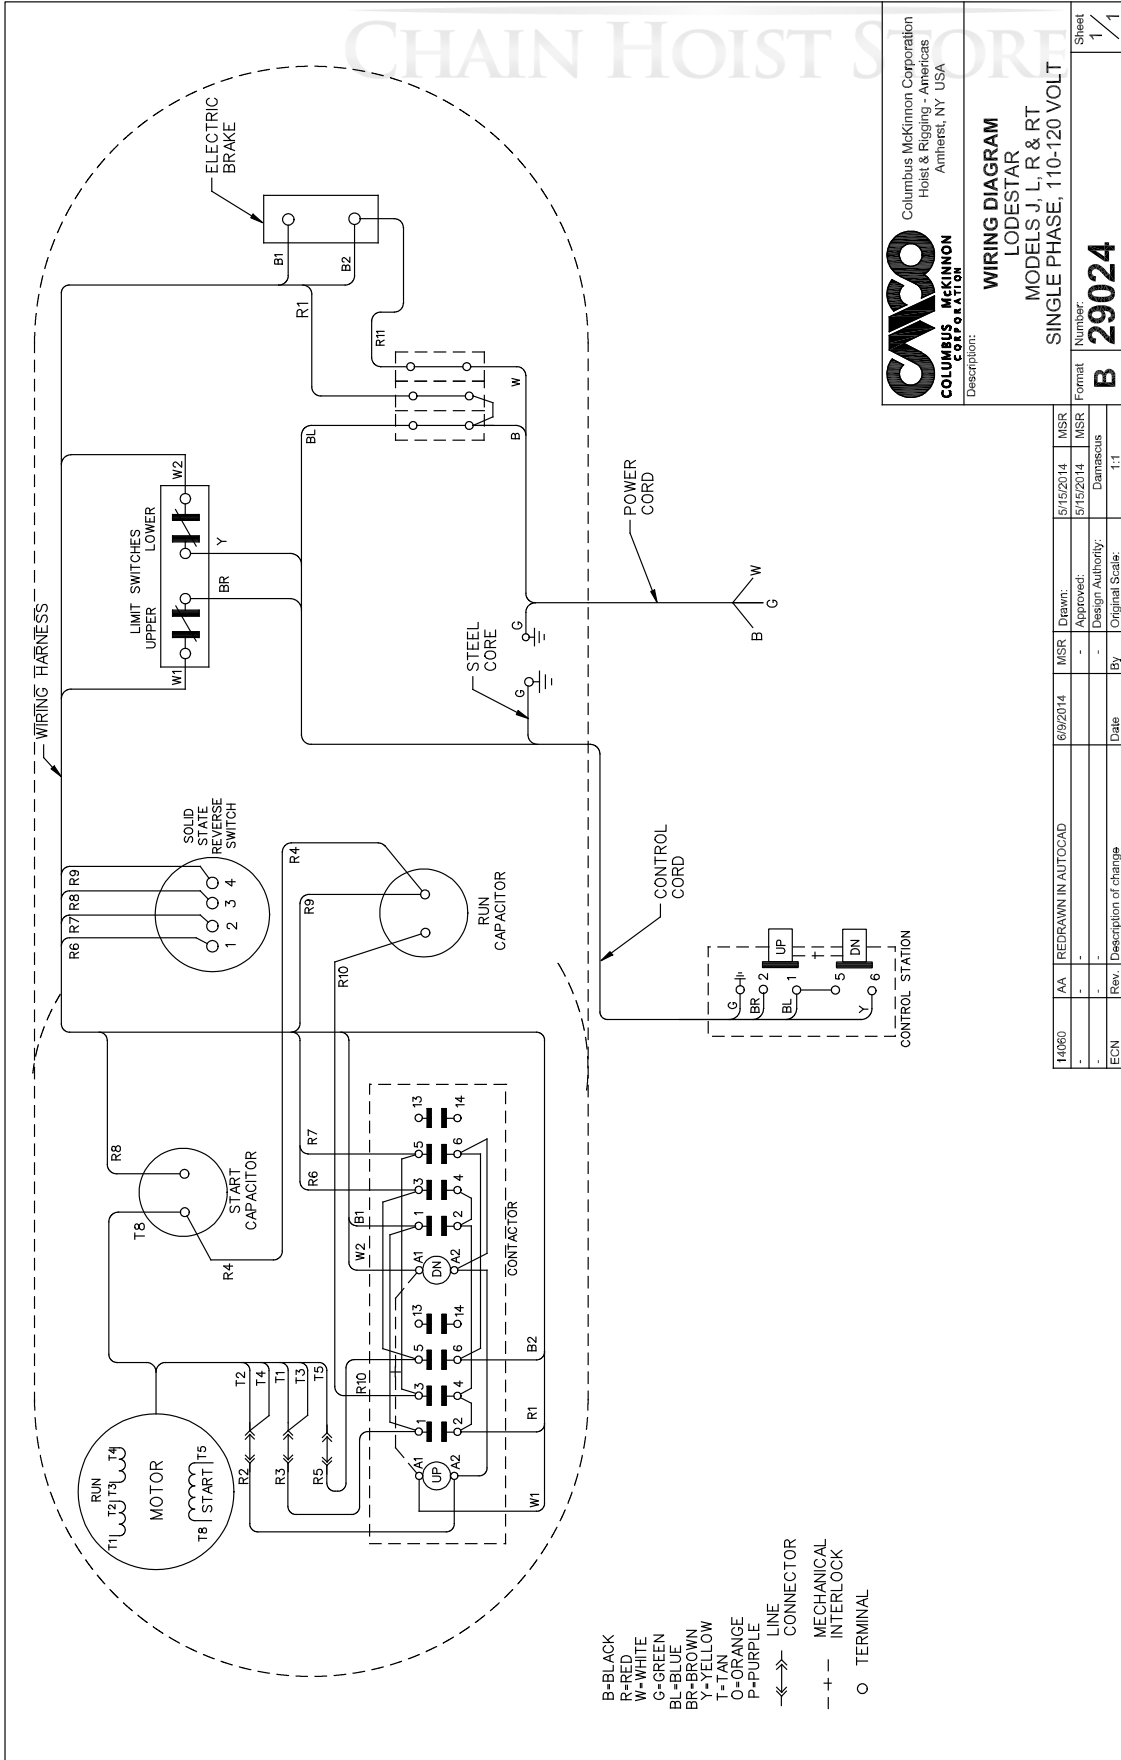 CHAIN HOIST STORE
WIRING HARNESS
ELECTRIC
BRAKE
B1
B2
R1
R11
BL
W
B
LIMIT SWITCHES
UPPER
LOWER
W1
W2
BR
Y
SOLID
STATE
REVERSE
SWITCH
R6
R7
R8
R9
1
2
3
4
R4
R9
R10
RUN
CAPACITOR
STEEL
CORE
G
G
POWER
CORD
B
G
W
CONTROL
CORD
G
BR
BL
Y
2
1
5
6
UP
DN
CONTROL STATION
T8
R8
START
CAPACITOR
R4
RUN
T1
T2
T3
T4
MOTOR
T8
START
T5
T2
T4
T1
T3
T5
R2
R3
R5
R10
R6
R7
B1
W2
A1
UP
A2
1
2
3
4
5
6
13
14
A1
DN
A2
1
2
3
4
5
6
13
14
CONTACTOR
W1
R1
B2
B=BLACK
R=RED
W=WHITE
G=GREEN
BL=BLUE
BR=BROWN
Y=YELLOW
T=TAN
O=ORANGE
P=PURPLE
LINE
CONNECTOR
MECHANICAL
INTERLOCK
TERMINAL
14060 AA REDRAWN IN AUTOCAD 6/9/2014 MSR
- - - - -
- - - - -
ECN Rev. Description of change Date By
Drawn: 5/15/2014 MSR
Approved: 5/15/2014 MSR
Design Authority: Damascus
Original Scale: 1:1
COLUMBUS McKINNON
CORPORATION
Columbus McKinnon Corporation
Hoist & Rigging - Americas
Amherst, NY USA
Description:
WIRING DIAGRAM
LODESTAR
MODELS J, L, R & RT
SINGLE PHASE, 110-120 VOLT
Format
B
Number:
29024
Sheet
1/1